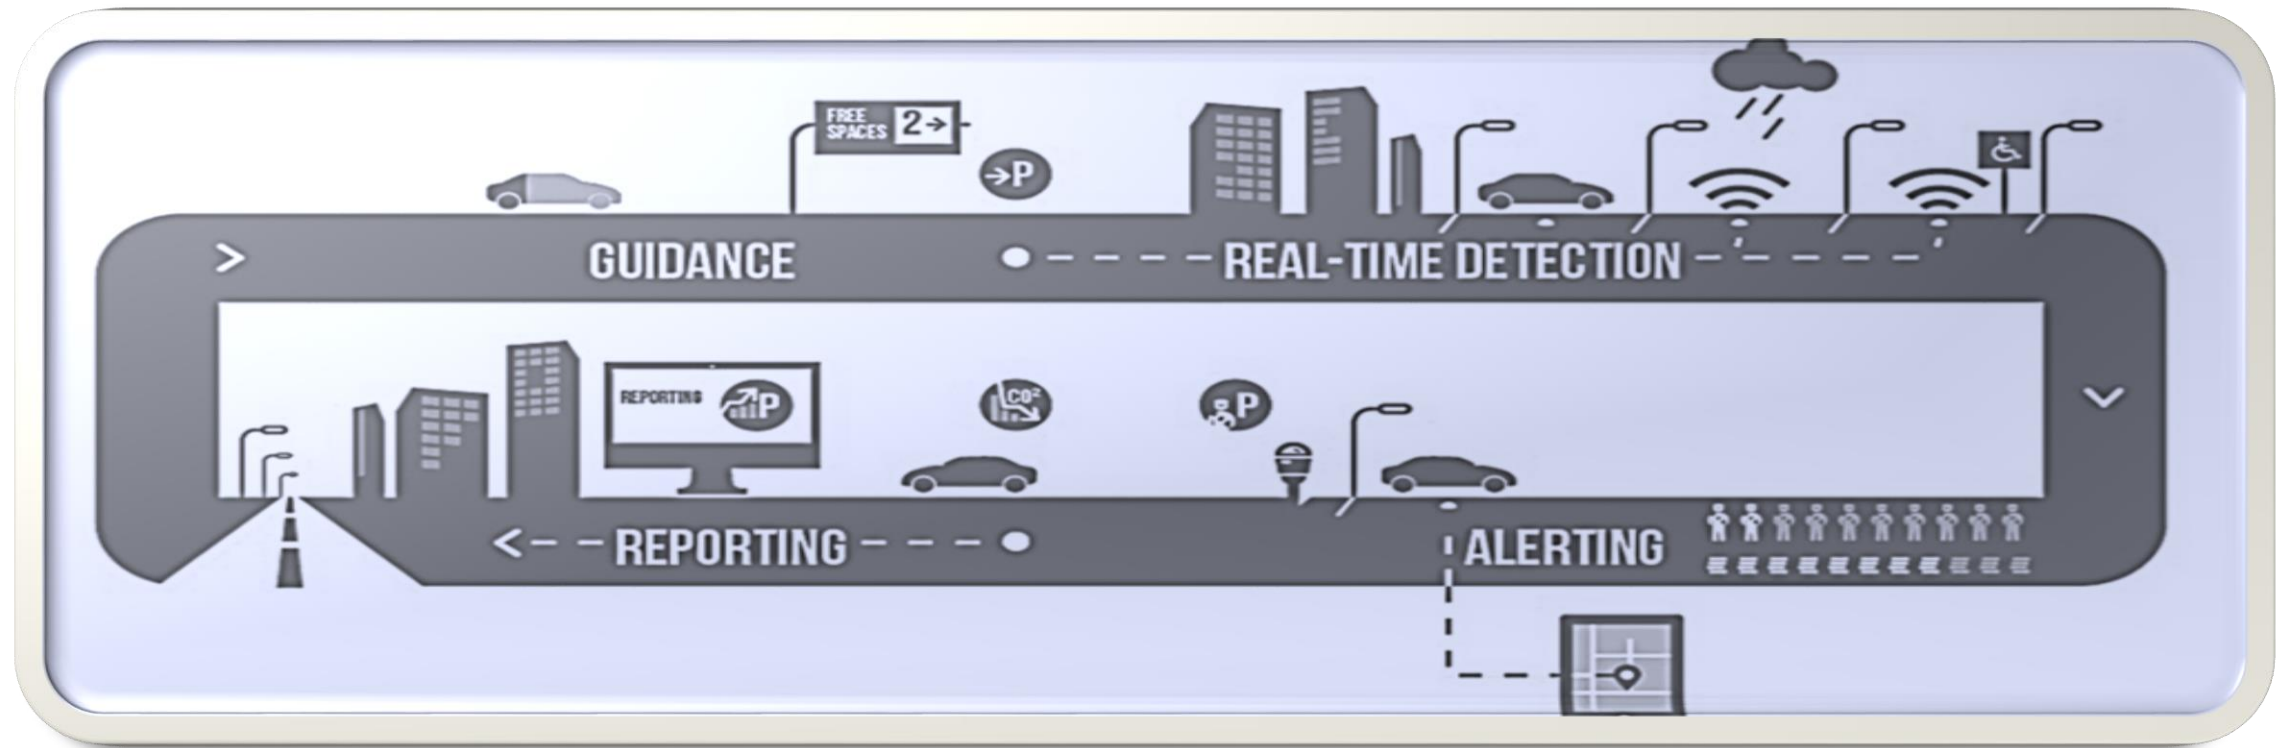 FREE
SPACES
2→
→P
GUIDANCE
REAL-TIME DETECTION
REPORTING
P
CO²
P
REPORTING
ALERTING